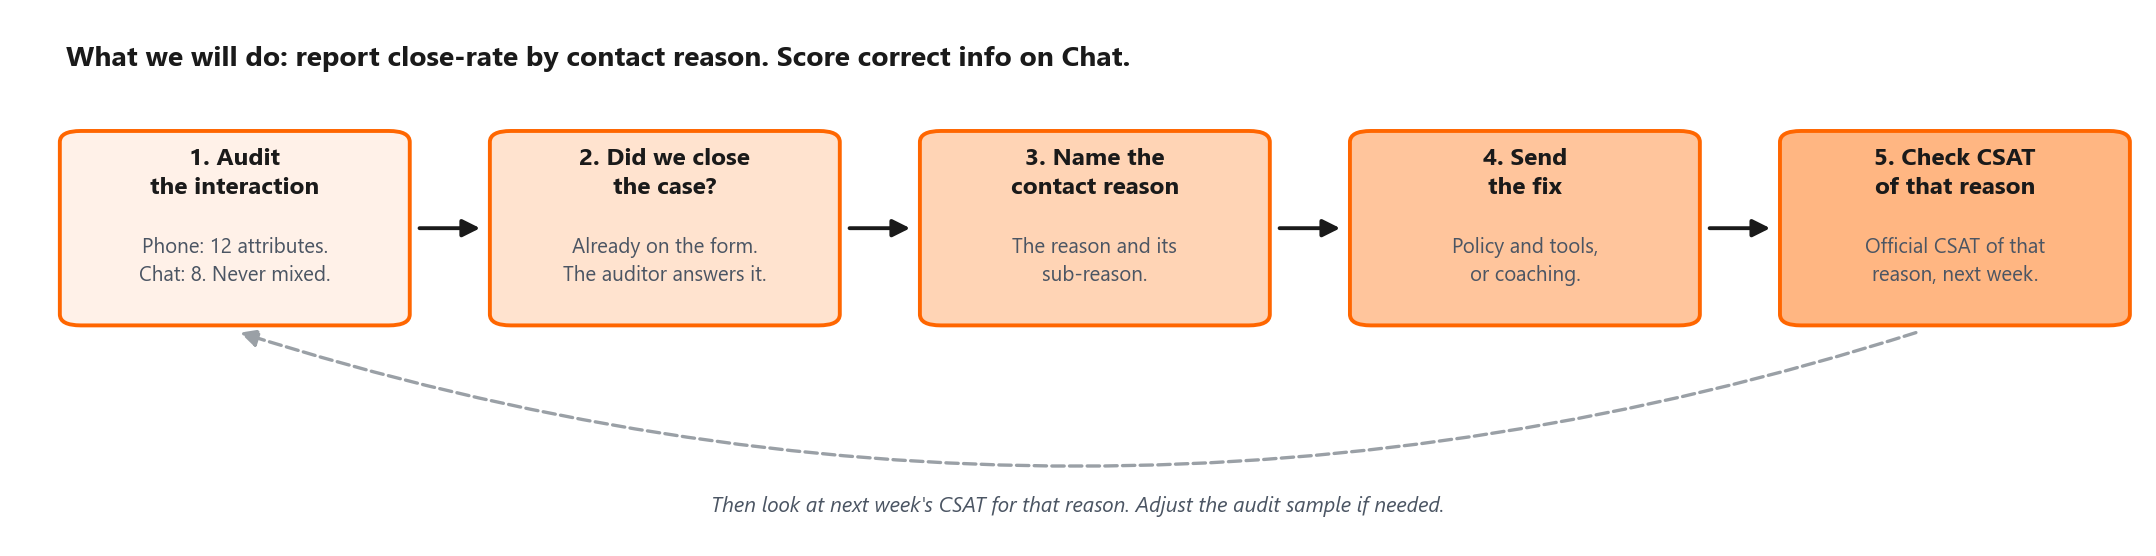 What we will do: report close-rate by contact reason. Score correct info on Chat.
1. Audit
the interaction
Phone: 12 attributes.
Chat: 8. Never mixed.
2. Did we close
the case?
Already on the form.
The auditor answers it.
3. Name the
contact reason
The reason and its
sub-reason.
4. Send
the fix
Policy and tools,
or coaching.
5. Check CSAT
of that reason
Official CSAT of that
reason, next week.
Then look at next week's CSAT for that reason. Adjust the audit sample if needed.